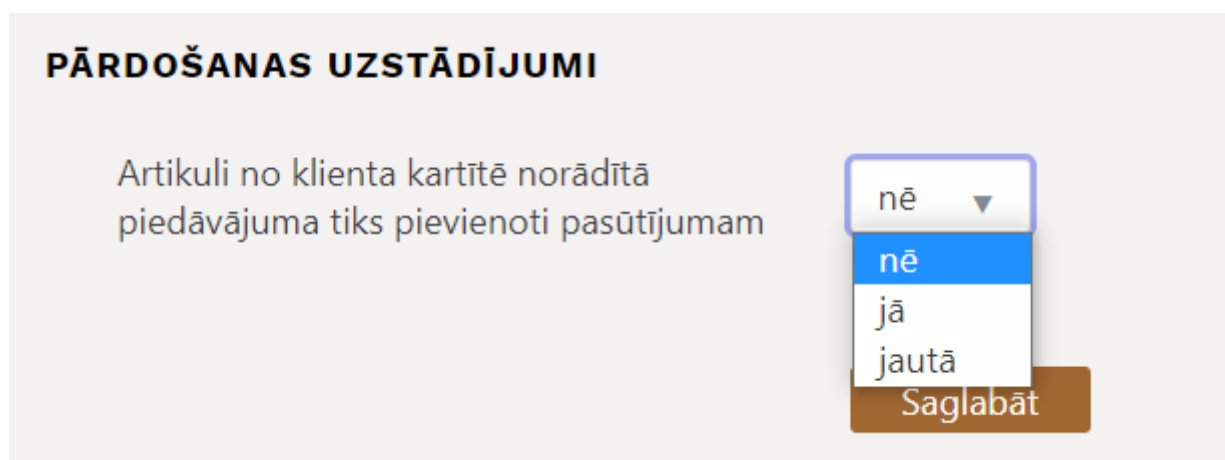 PĀRDOŠANAS UZSTĀDĪJUMI
Artikuli no klienta kartītē norādītā
piedāvājuma tiks pievienoti pasūtījumam
nē
nē
jā
jautā
Saglabāt